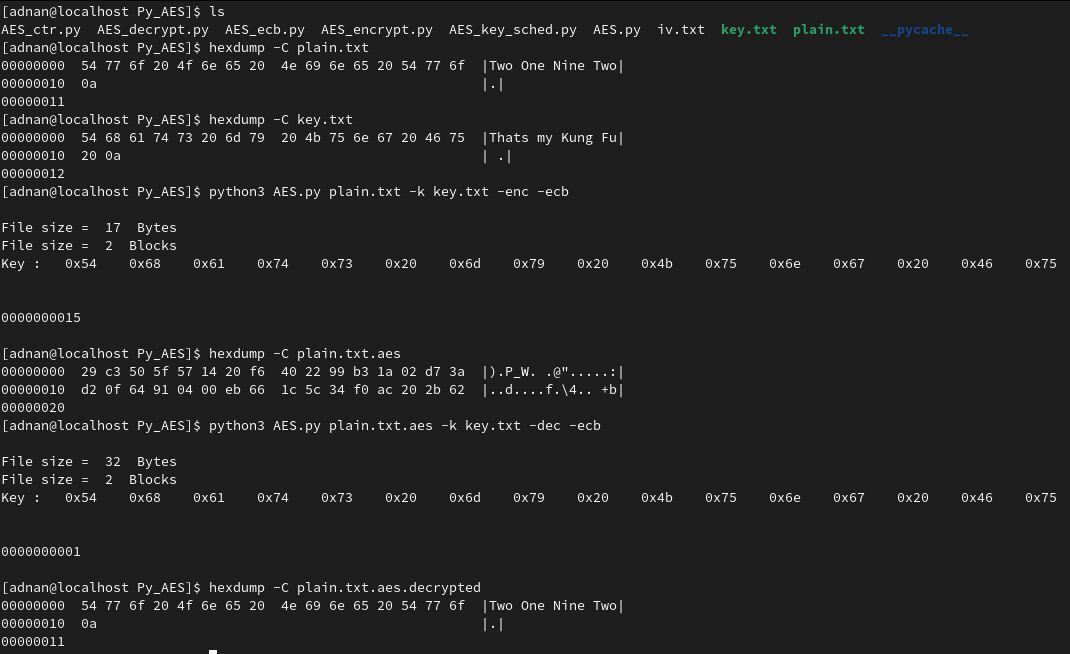 [adnan@localhost Py_AES]$ ls
AES_ctr.py  AES_decrypt.py  AES_ecb.py  AES_encrypt.py  AES_key_sched.py  AES.py  iv.txt  key.txt  plain.txt  __pycache__
[adnan@localhost Py_AES]$ hexdump -C plain.txt
00000000  54 77 6f 20 4f 6e 65 20  4e 69 6e 65 20 54 77 6f  |Two One Nine Two|
00000010  0a                                                |.|
00000011
[adnan@localhost Py_AES]$ hexdump -C key.txt
00000000  54 68 61 74 73 20 6d 79  20 4b 75 6e 67 20 46 75  |Thats my Kung Fu|
00000010  20 0a                                             | .|
00000012
[adnan@localhost Py_AES]$ python3 AES.py plain.txt -k key.txt -enc -ecb
File size =  17  Bytes
File size =  2  Blocks
Key :   0x54    0x68    0x61    0x74    0x73    0x20    0x6d    0x79    0x20    0x4b    0x75    0x6e    0x67    0x20    0x46    0x75
0000000015
[adnan@localhost Py_AES]$ hexdump -C plain.txt.aes
00000000  29 c3 50 5f 57 14 20 f6  40 22 99 b3 1a 02 d7 3a  |).P_W. .@".....:|
00000010  d2 0f 64 91 04 00 eb 66  1c 5c 34 f0 ac 20 2b 62  |..d....f.\4.. +b|
00000020
[adnan@localhost Py_AES]$ python3 AES.py plain.txt.aes -k key.txt -dec -ecb
File size =  32  Bytes
File size =  2  Blocks
Key :   0x54    0x68    0x61    0x74    0x73    0x20    0x6d    0x79    0x20    0x4b    0x75    0x6e    0x67    0x20    0x46    0x75
0000000001
[adnan@localhost Py_AES]$ hexdump -C plain.txt.aes.decrypted
00000000  54 77 6f 20 4f 6e 65 20  4e 69 6e 65 20 54 77 6f  |Two One Nine Two|
00000010  0a                                                |.|
00000011